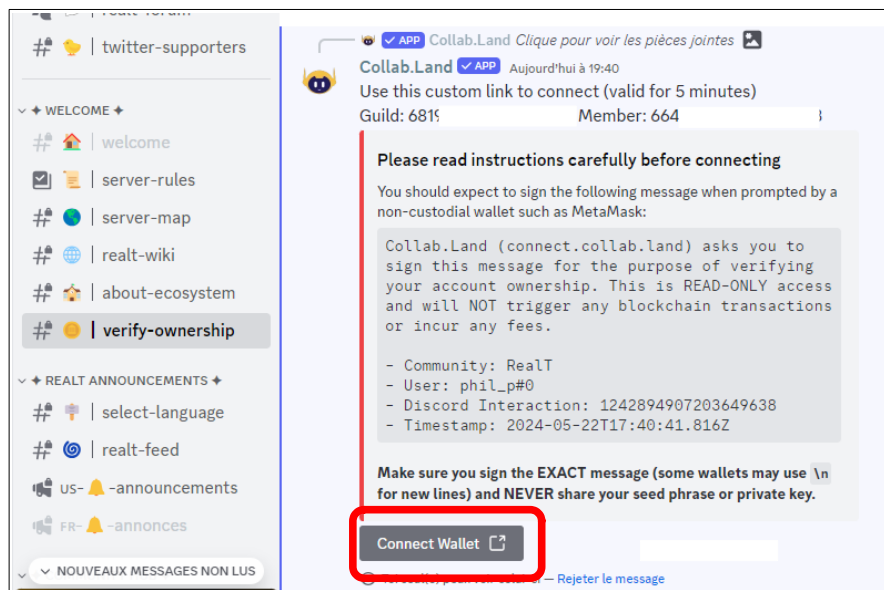 twitter-supporters
✦ WELCOME ✦
welcome
server-rules
server-map
realt-wiki
about-ecosystem
verify-ownership
✦ REALT ANNOUNCEMENTS ✦
select-language
realt-feed
US- -announcements
FR- -annonces
NOUVEAUX MESSAGES NON LUS
APP Collab.Land Clique pour voir les pièces jointes
Collab.Land APP Aujourd'hui à 19:40
Use this custom link to connect (valid for 5 minutes)
Guild: 6819 Member: 664
Please read instructions carefully before connecting
You should expect to sign the following message when prompted by a
non-custodial wallet such as MetaMask:
Collab.Land (connect.collab.land) asks you to
sign this message for the purpose of verifying
your account ownership. This is READ-ONLY access
and will NOT trigger any blockchain transactions
or incur any fees.
- Community: RealT
- User: phil_p#0
- Discord Interaction: 1242894907203649638
- Timestamp: 2024-05-22T17:40:41.816Z
Make sure you sign the EXACT message (some wallets may use \n
for new lines) and NEVER share your seed phrase or private key.
Connect Wallet
— Rejeter le message